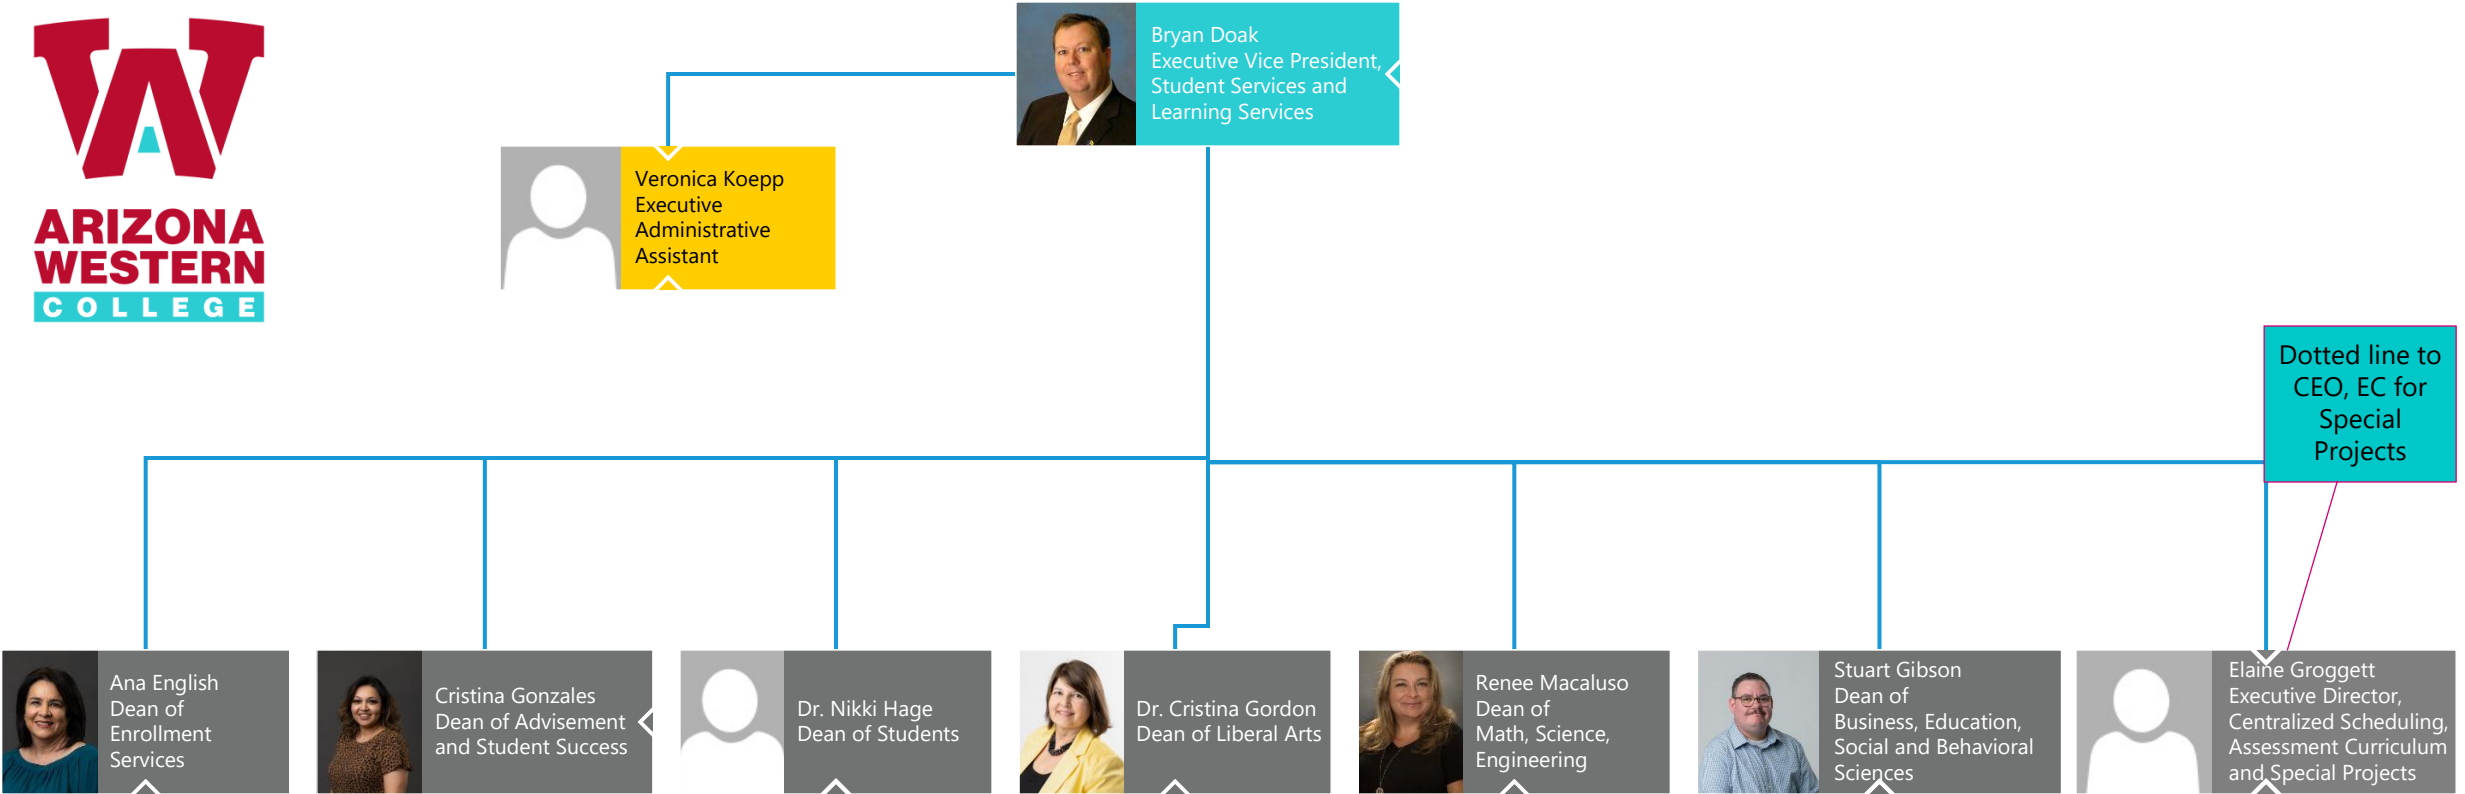 ARIZONA
WESTERN
COLLEGE
Bryan Doak
Executive Vice President,
Student Services and
Learning Services
Veronica Koepp
Executive
Administrative
Assistant
Dotted line to
CEO, EC for
Special
Projects
Ana English
Dean of
Enrollment
Services
Cristina Gonzales
Dean of Advisement
and Student Success
Dr. Nikki Hage
Dean of Students
Dr. Cristina Gordon
Dean of Liberal Arts
Renee Macaluso
Dean of
Math, Science,
Engineering
Stuart Gibson
Dean of
Business, Education,
Social and Behavioral
Sciences
Elaine Groggett
Executive Director,
Centralized Scheduling,
Assessment Curriculum
and Special Projects